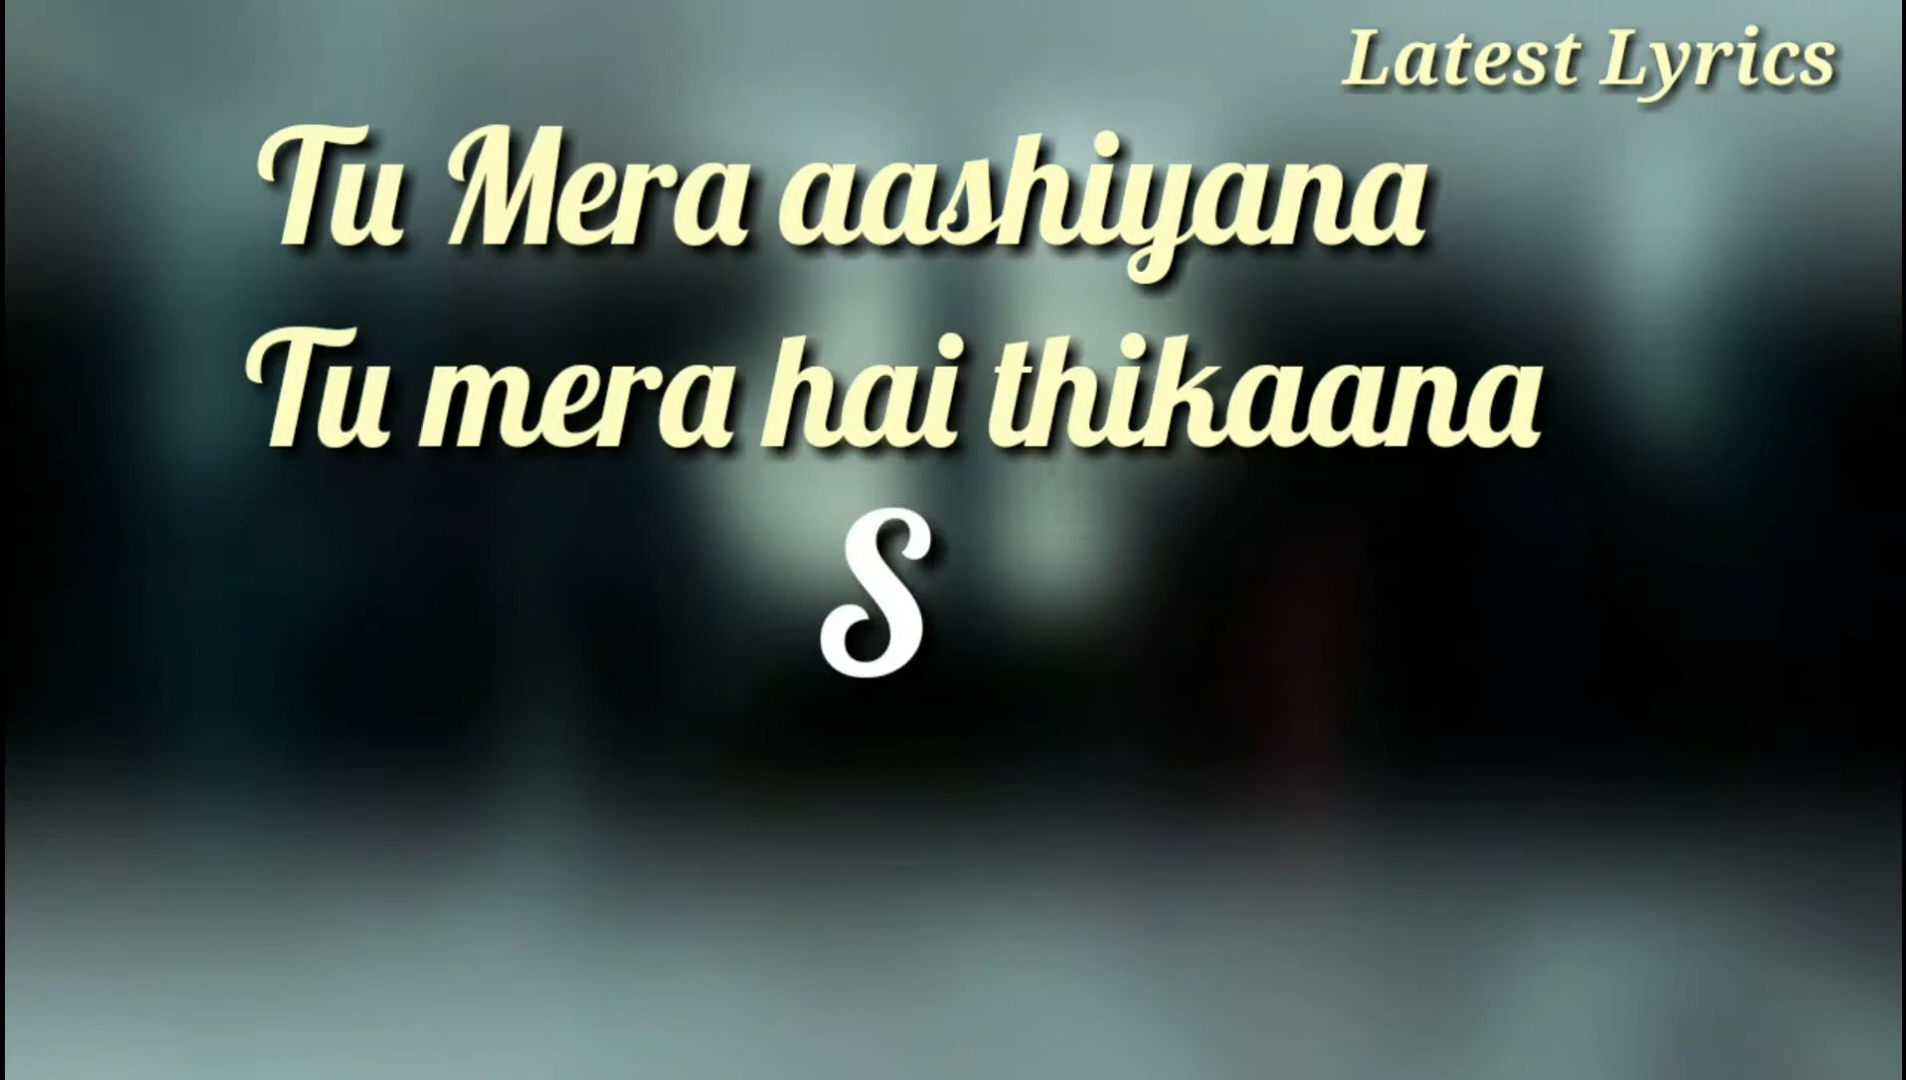 Latest Lyrics
Tu Mera aashiyana
Tu mera hai thikaana
S